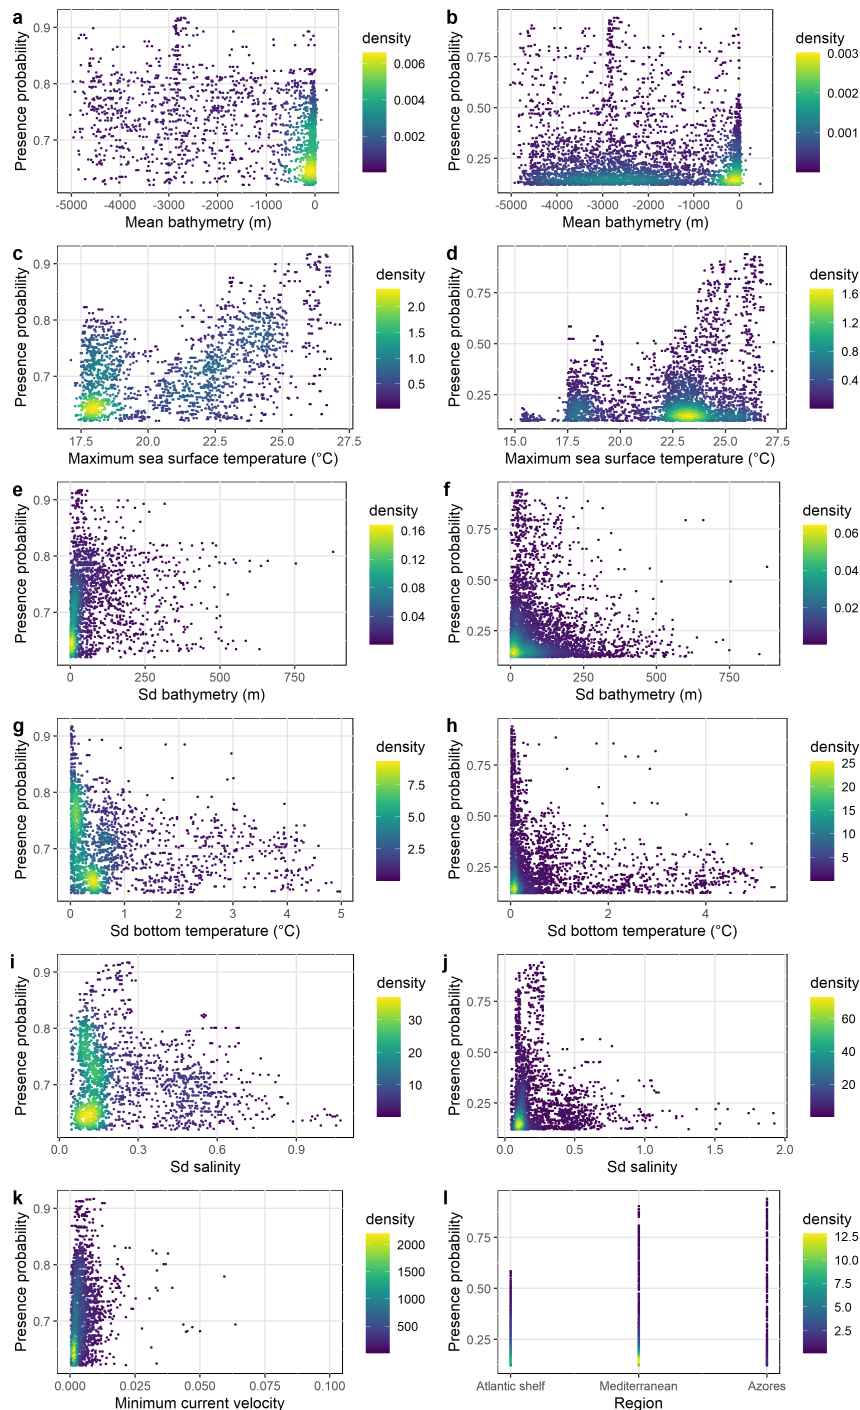 a
Presence probability
0.9
0.8
0.7
-5000 -4000 -3000 -2000 -1000 0
Mean bathymetry (m)
density
0.006
0.004
0.002
b
Presence probability
0.75
0.50
0.25
-5000 -4000 -3000 -2000 -1000 0
Mean bathymetry (m)
density
0.003
0.002
0.001
c
Presence probability
0.9
0.8
0.7
17.5 20.0 22.5 25.0 27.5
Maximum sea surface temperature (°C)
density
2.0
1.5
1.0
0.5
d
Presence probability
0.75
0.50
0.25
15.0 17.5 20.0 22.5 25.0 27.5
Maximum sea surface temperature (°C)
density
1.6
1.2
0.8
0.4
e
Presence probability
0.9
0.8
0.7
0 250 500 750
Sd bathymetry (m)
density
0.16
0.12
0.08
0.04
f
Presence probability
0.75
0.50
0.25
0 250 500 750
Sd bathymetry (m)
density
0.06
0.04
0.02
g
Presence probability
0.9
0.8
0.7
0 1 2 3 4 5
Sd bottom temperature (°C)
density
7.5
5.0
2.5
h
Presence probability
0.75
0.50
0.25
0 2 4
Sd bottom temperature (°C)
density
25
20
15
10
5
i
Presence probability
0.9
0.8
0.7
0.0 0.3 0.6 0.9
Sd salinity
density
30
20
10
j
Presence probability
0.75
0.50
0.25
0.0 0.5 1.0 1.5 2.0
Sd salinity
density
60
40
20
k
Presence probability
0.9
0.8
0.7
0.000 0.025 0.050 0.075 0.100
Minimum current velocity
density
2000
1500
1000
500
l
Presence probability
0.75
0.50
0.25
Atlantic shelf Mediterranean Azores
Region
density
12.5
10.0
7.5
5.0
2.5